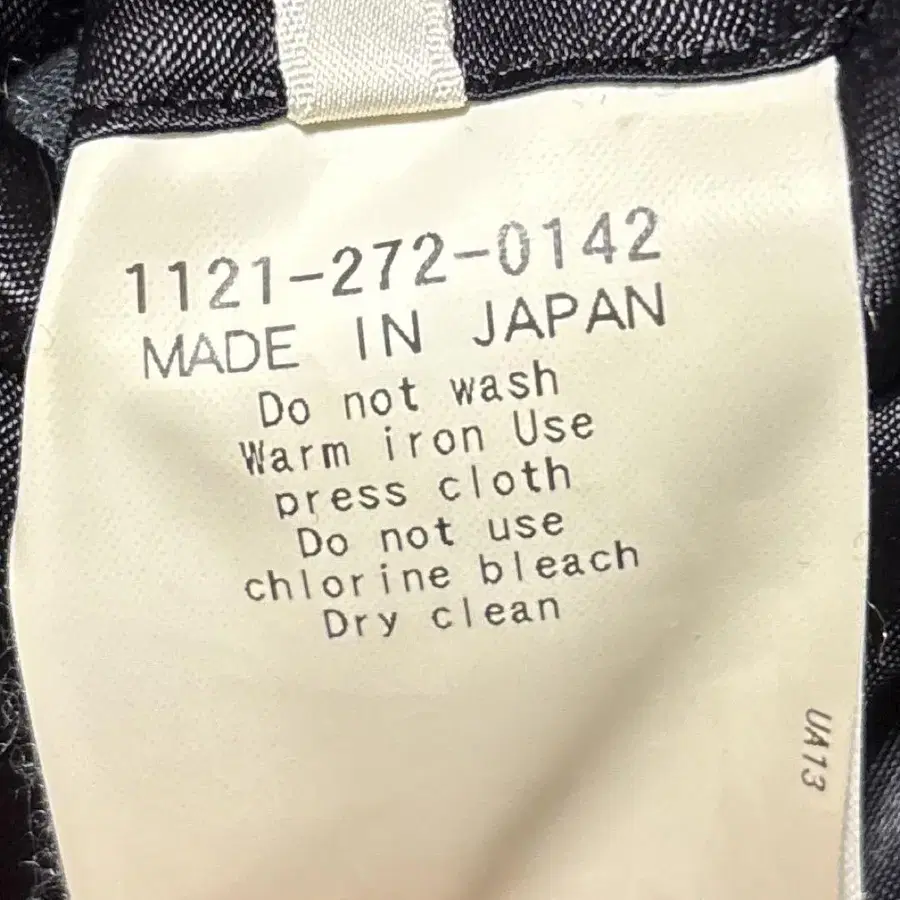 1121-272-0142
MADE IN JAPAN
Do not wash
Warm iron Use
press cloth
Do not use
chlorine bleach
Dry clean
UA13